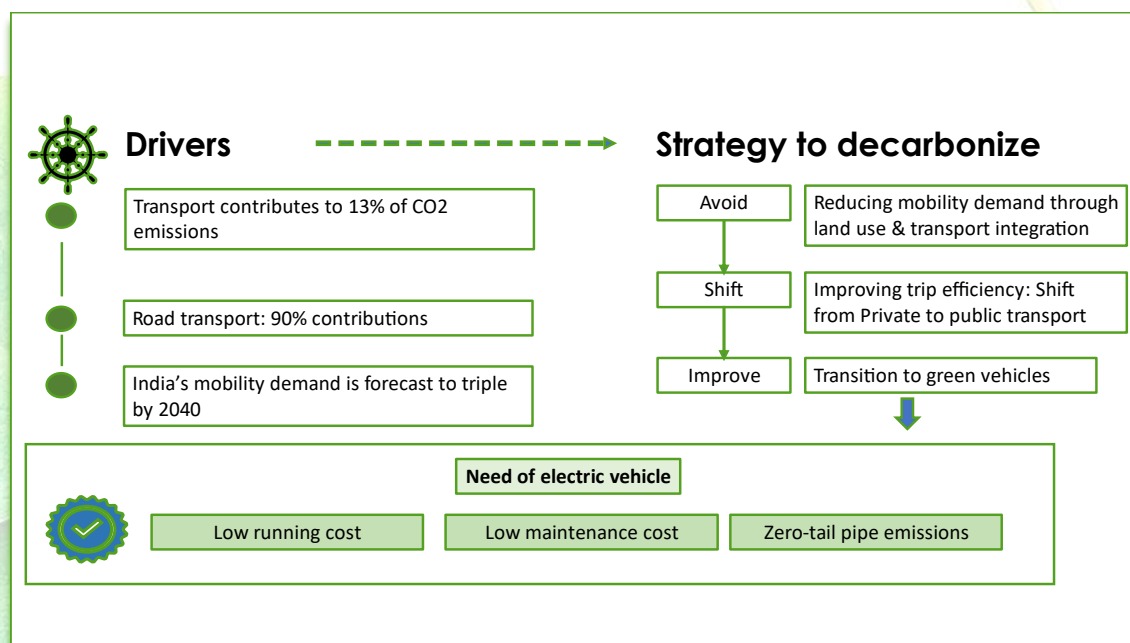 Drivers
Strategy to decarbonize
Transport contributes to 13% of CO2
emissions
Road transport: 90% contributions
India’s mobility demand is forecast to triple
by 2040
Avoid
Reducing mobility demand through
land use & transport integration
Shift
Improving trip efficiency: Shift
from Private to public transport
Improve
Transition to green vehicles
Need of electric vehicle
Low running cost
Low maintenance cost
Zero-tail pipe emissions